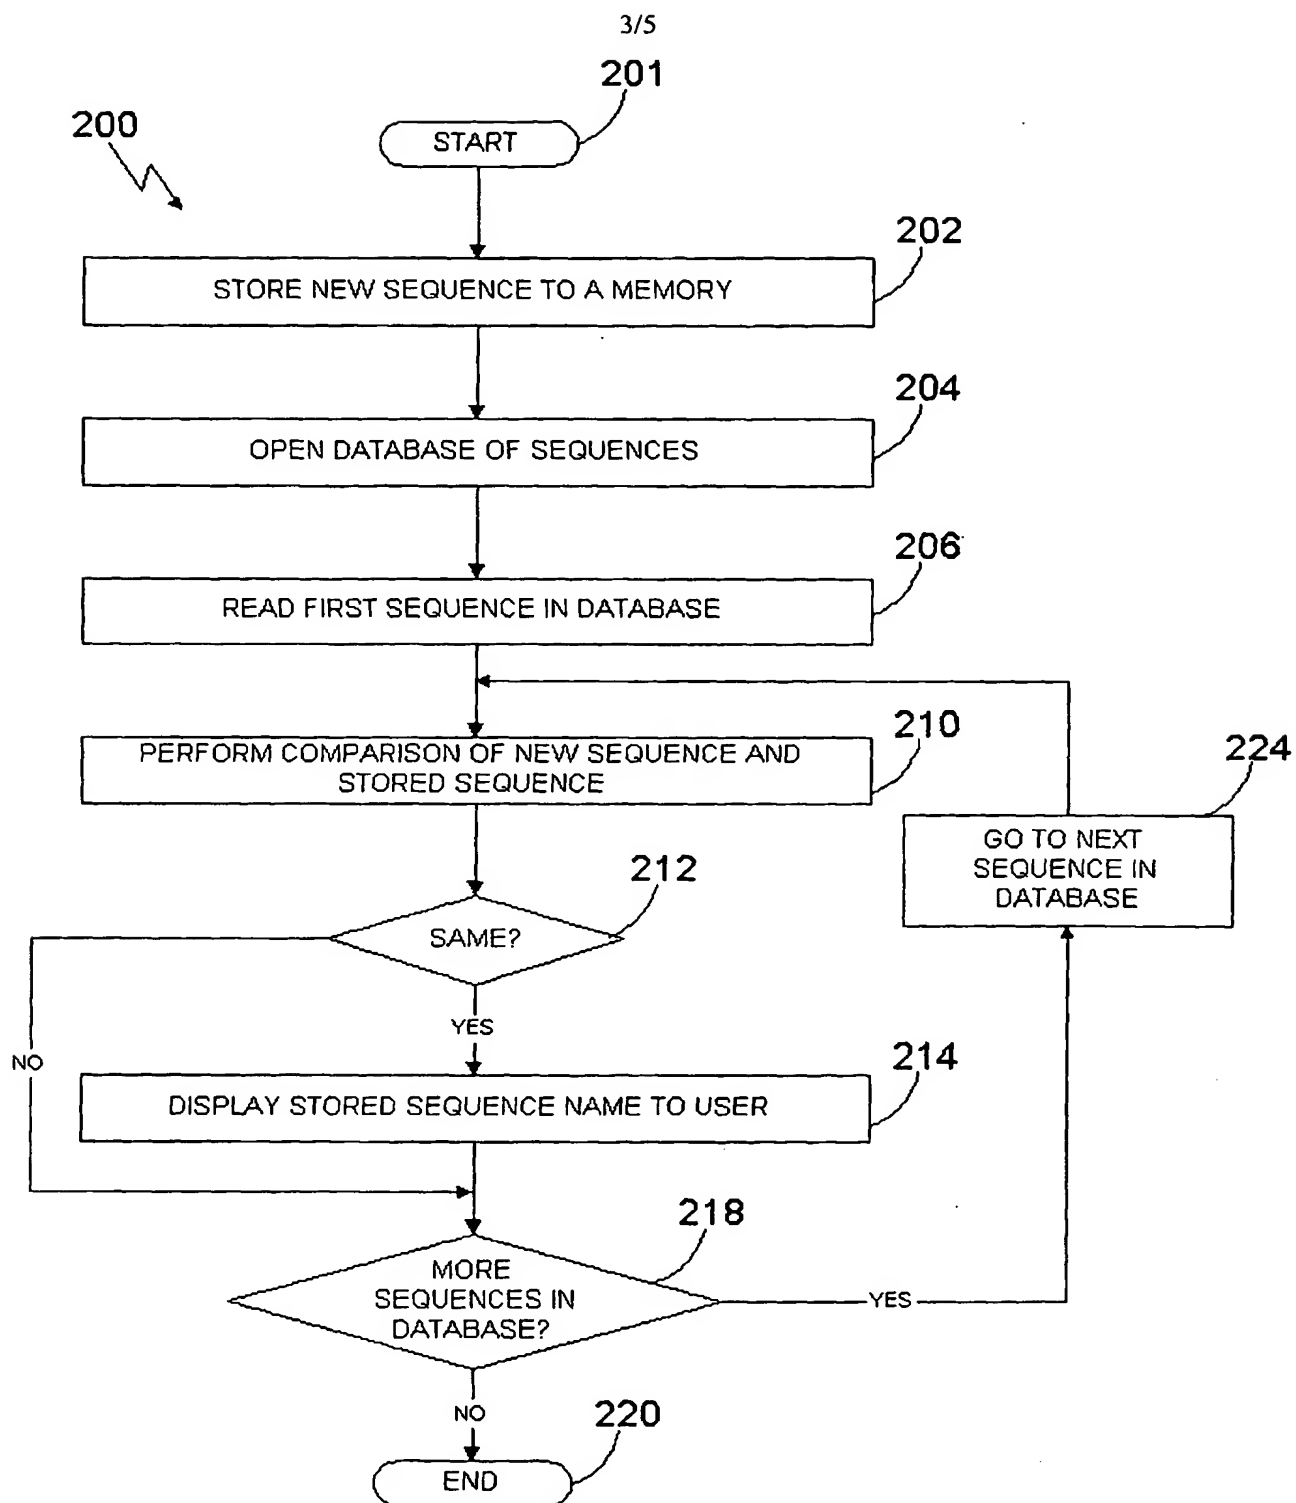 3/5
201
200
START
202
STORE NEW SEQUENCE TO A MEMORY
204
OPEN DATABASE OF SEQUENCES
206
READ FIRST SEQUENCE IN DATABASE
210
PERFORM COMPARISON OF NEW SEQUENCE AND
STORED SEQUENCE
224
GO TO NEXT
SEQUENCE IN
DATABASE
212
SAME?
YES
NO
214
DISPLAY STORED SEQUENCE NAME TO USER
218
MORE
SEQUENCES IN
DATABASE?
YES
NO
220
END